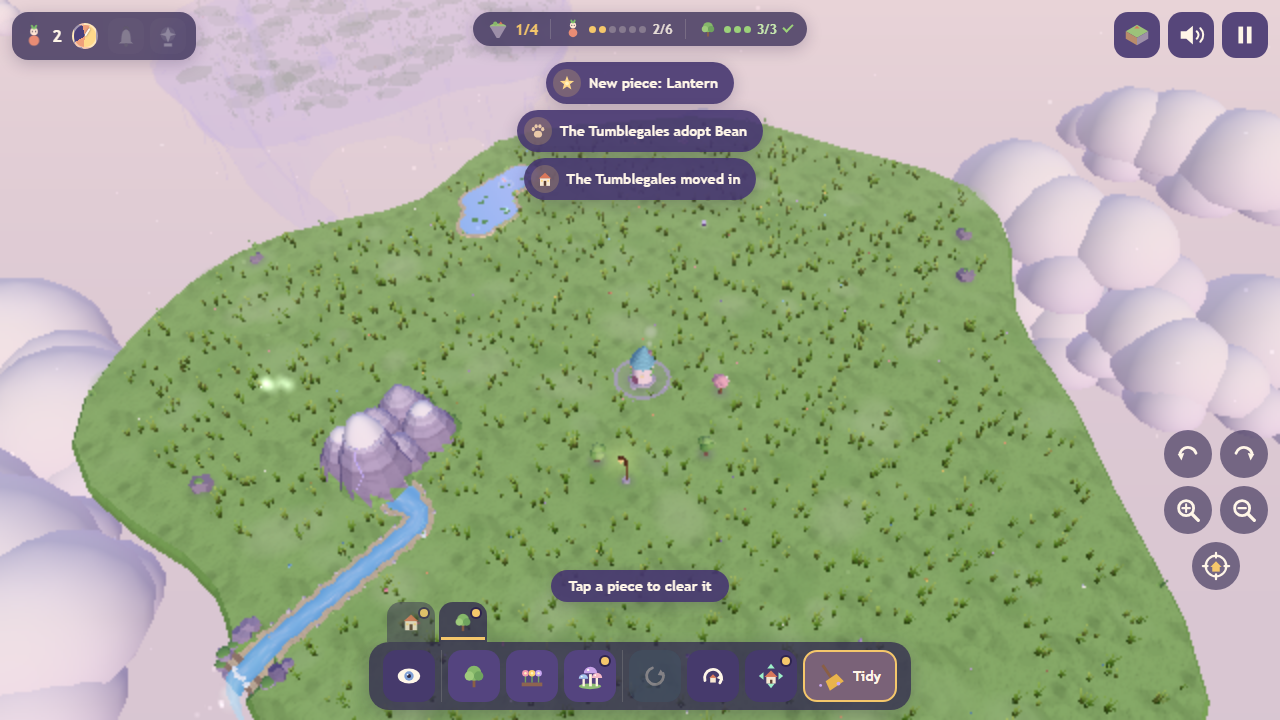 2
1/4
2/6
3/3
New piece: Lantern
The Tumblegales adopt Bean
The Tumblegales moved in
Tap a piece to clear it
Tidy